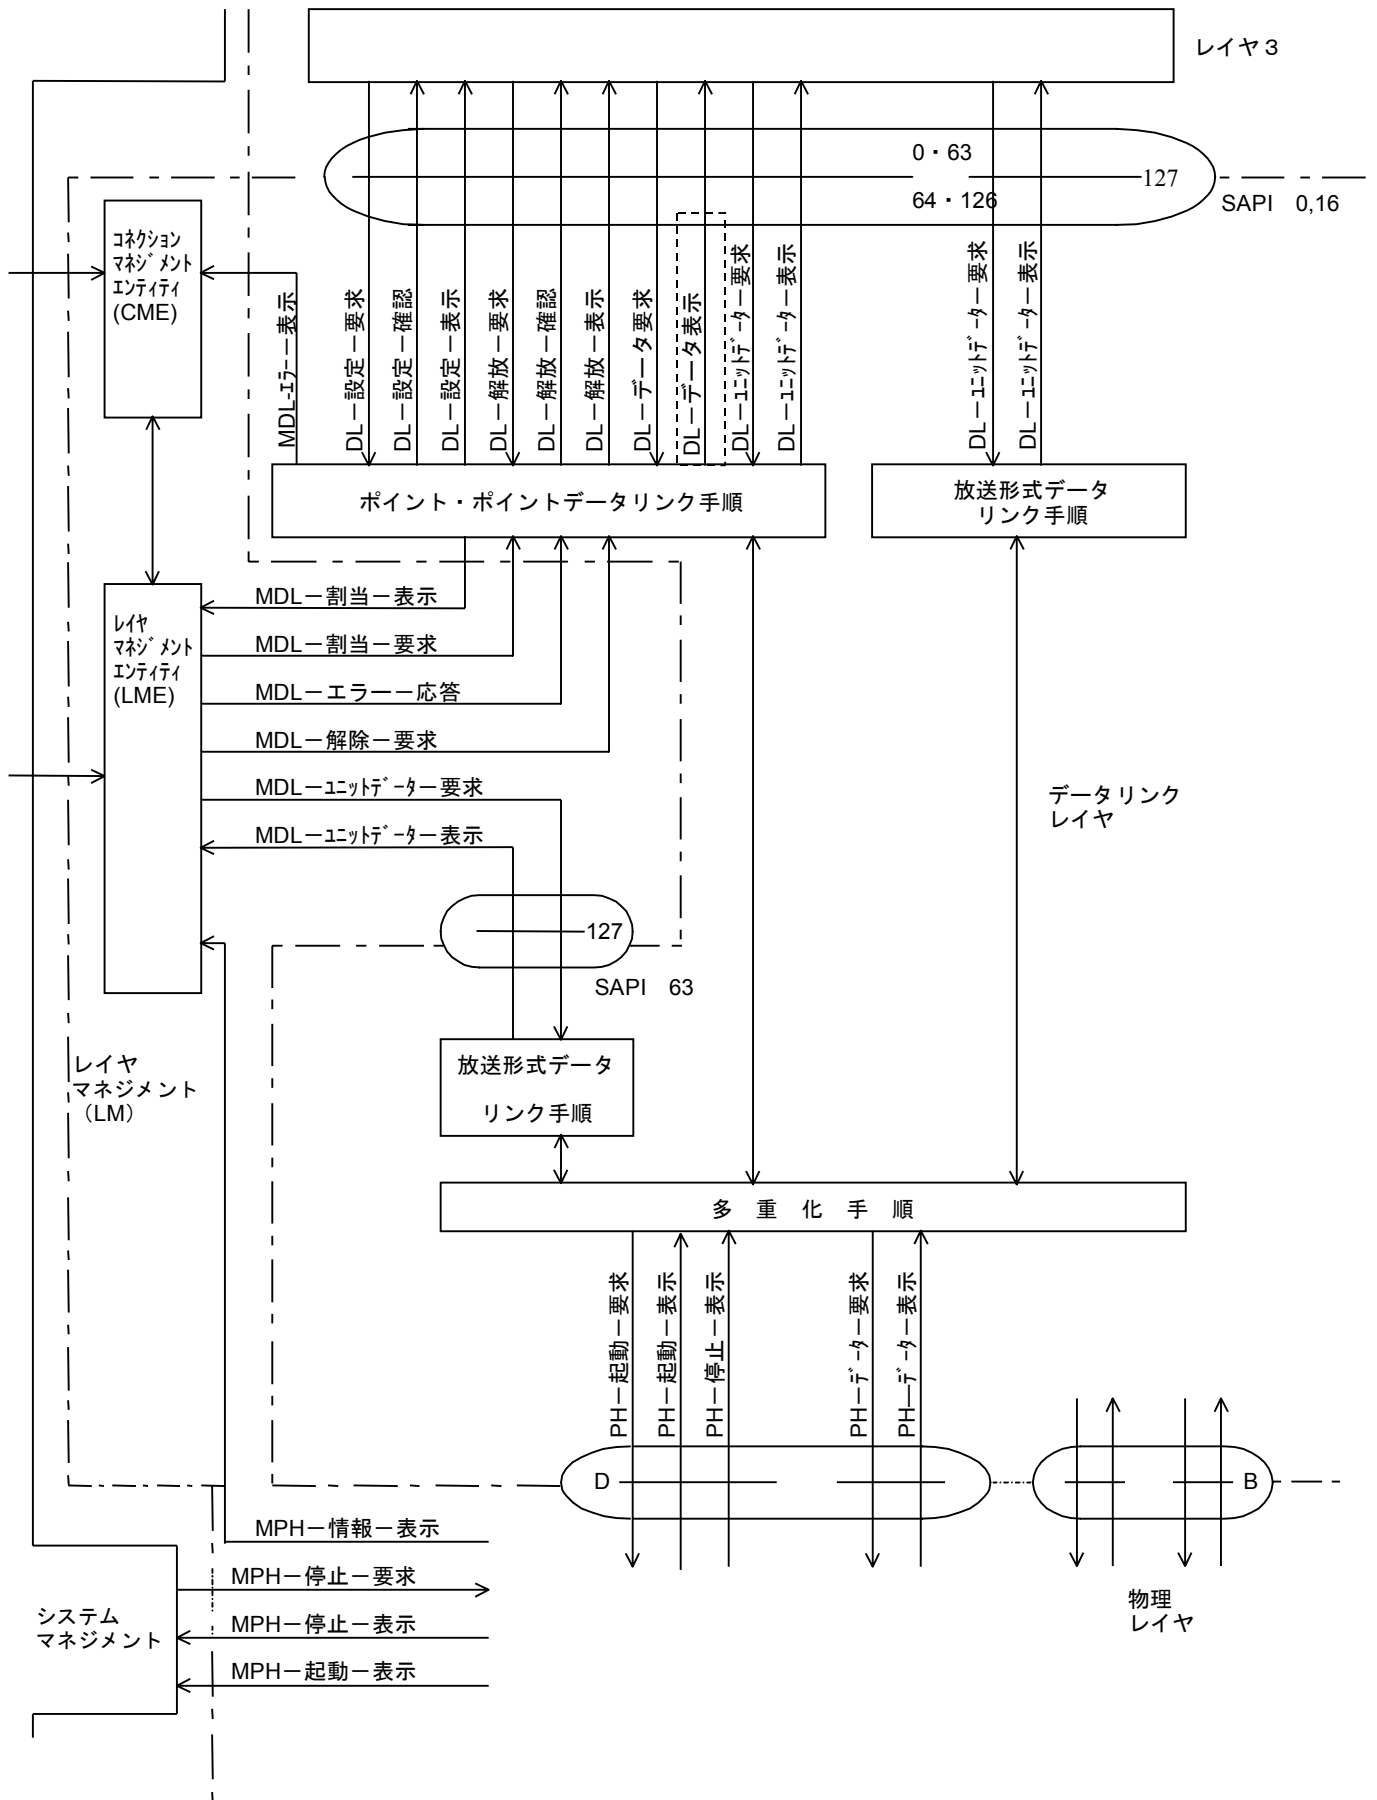 レイヤ３
0・63
127
64・126
SAPI 0,16
ｺﾈｸｼｮﾝ
ﾏﾈｼﾞﾒﾝﾄ
ｴﾝﾃｨﾃｨ
(CME)
MDL-ｴﾗｰ－表示
DL－設定－要求
DL－設定－確認
DL－設定－表示
DL－解放－要求
DL－解放－確認
DL－解放－表示
DL－データ要求
DL－データ表示
DL－ﾕﾆｯﾄﾃﾞｰﾀ－要求
DL－ﾕﾆｯﾄﾃﾞｰﾀ－表示
DL－ﾕﾆｯﾄﾃﾞｰﾀ－要求
DL－ﾕﾆｯﾄﾃﾞｰﾀ－表示
ポイント・ポイントデータリンク手順
放送形式データ
リンク手順
MDL－割当－表示
ﾚｲﾔ
ﾏﾈｼﾞﾒﾝﾄ
ｴﾝﾃｨﾃｨ
(LME)
MDL－割当－要求
MDL－エラー－応答
MDL－解除－要求
MDL－ﾕﾆｯﾄﾃﾞｰﾀ－要求
MDL－ﾕﾆｯﾄﾃﾞｰﾀ－表示
データリンク
レイヤ
127
SAPI 63
レイヤ
マネジメント
（LM）
放送形式データ
リンク手順
多重化手順
PH－起動－要求
PH－起動－表示
PH－停止－表示
PH－ﾃﾞｰﾀ－要求
PH―ﾃﾞｰﾀ－表示
D
B
MPH－情報－表示
MPH－停止－要求
MPH－停止－表示
MPH－起動－表示
システム
マネジメント
物理
レイヤ